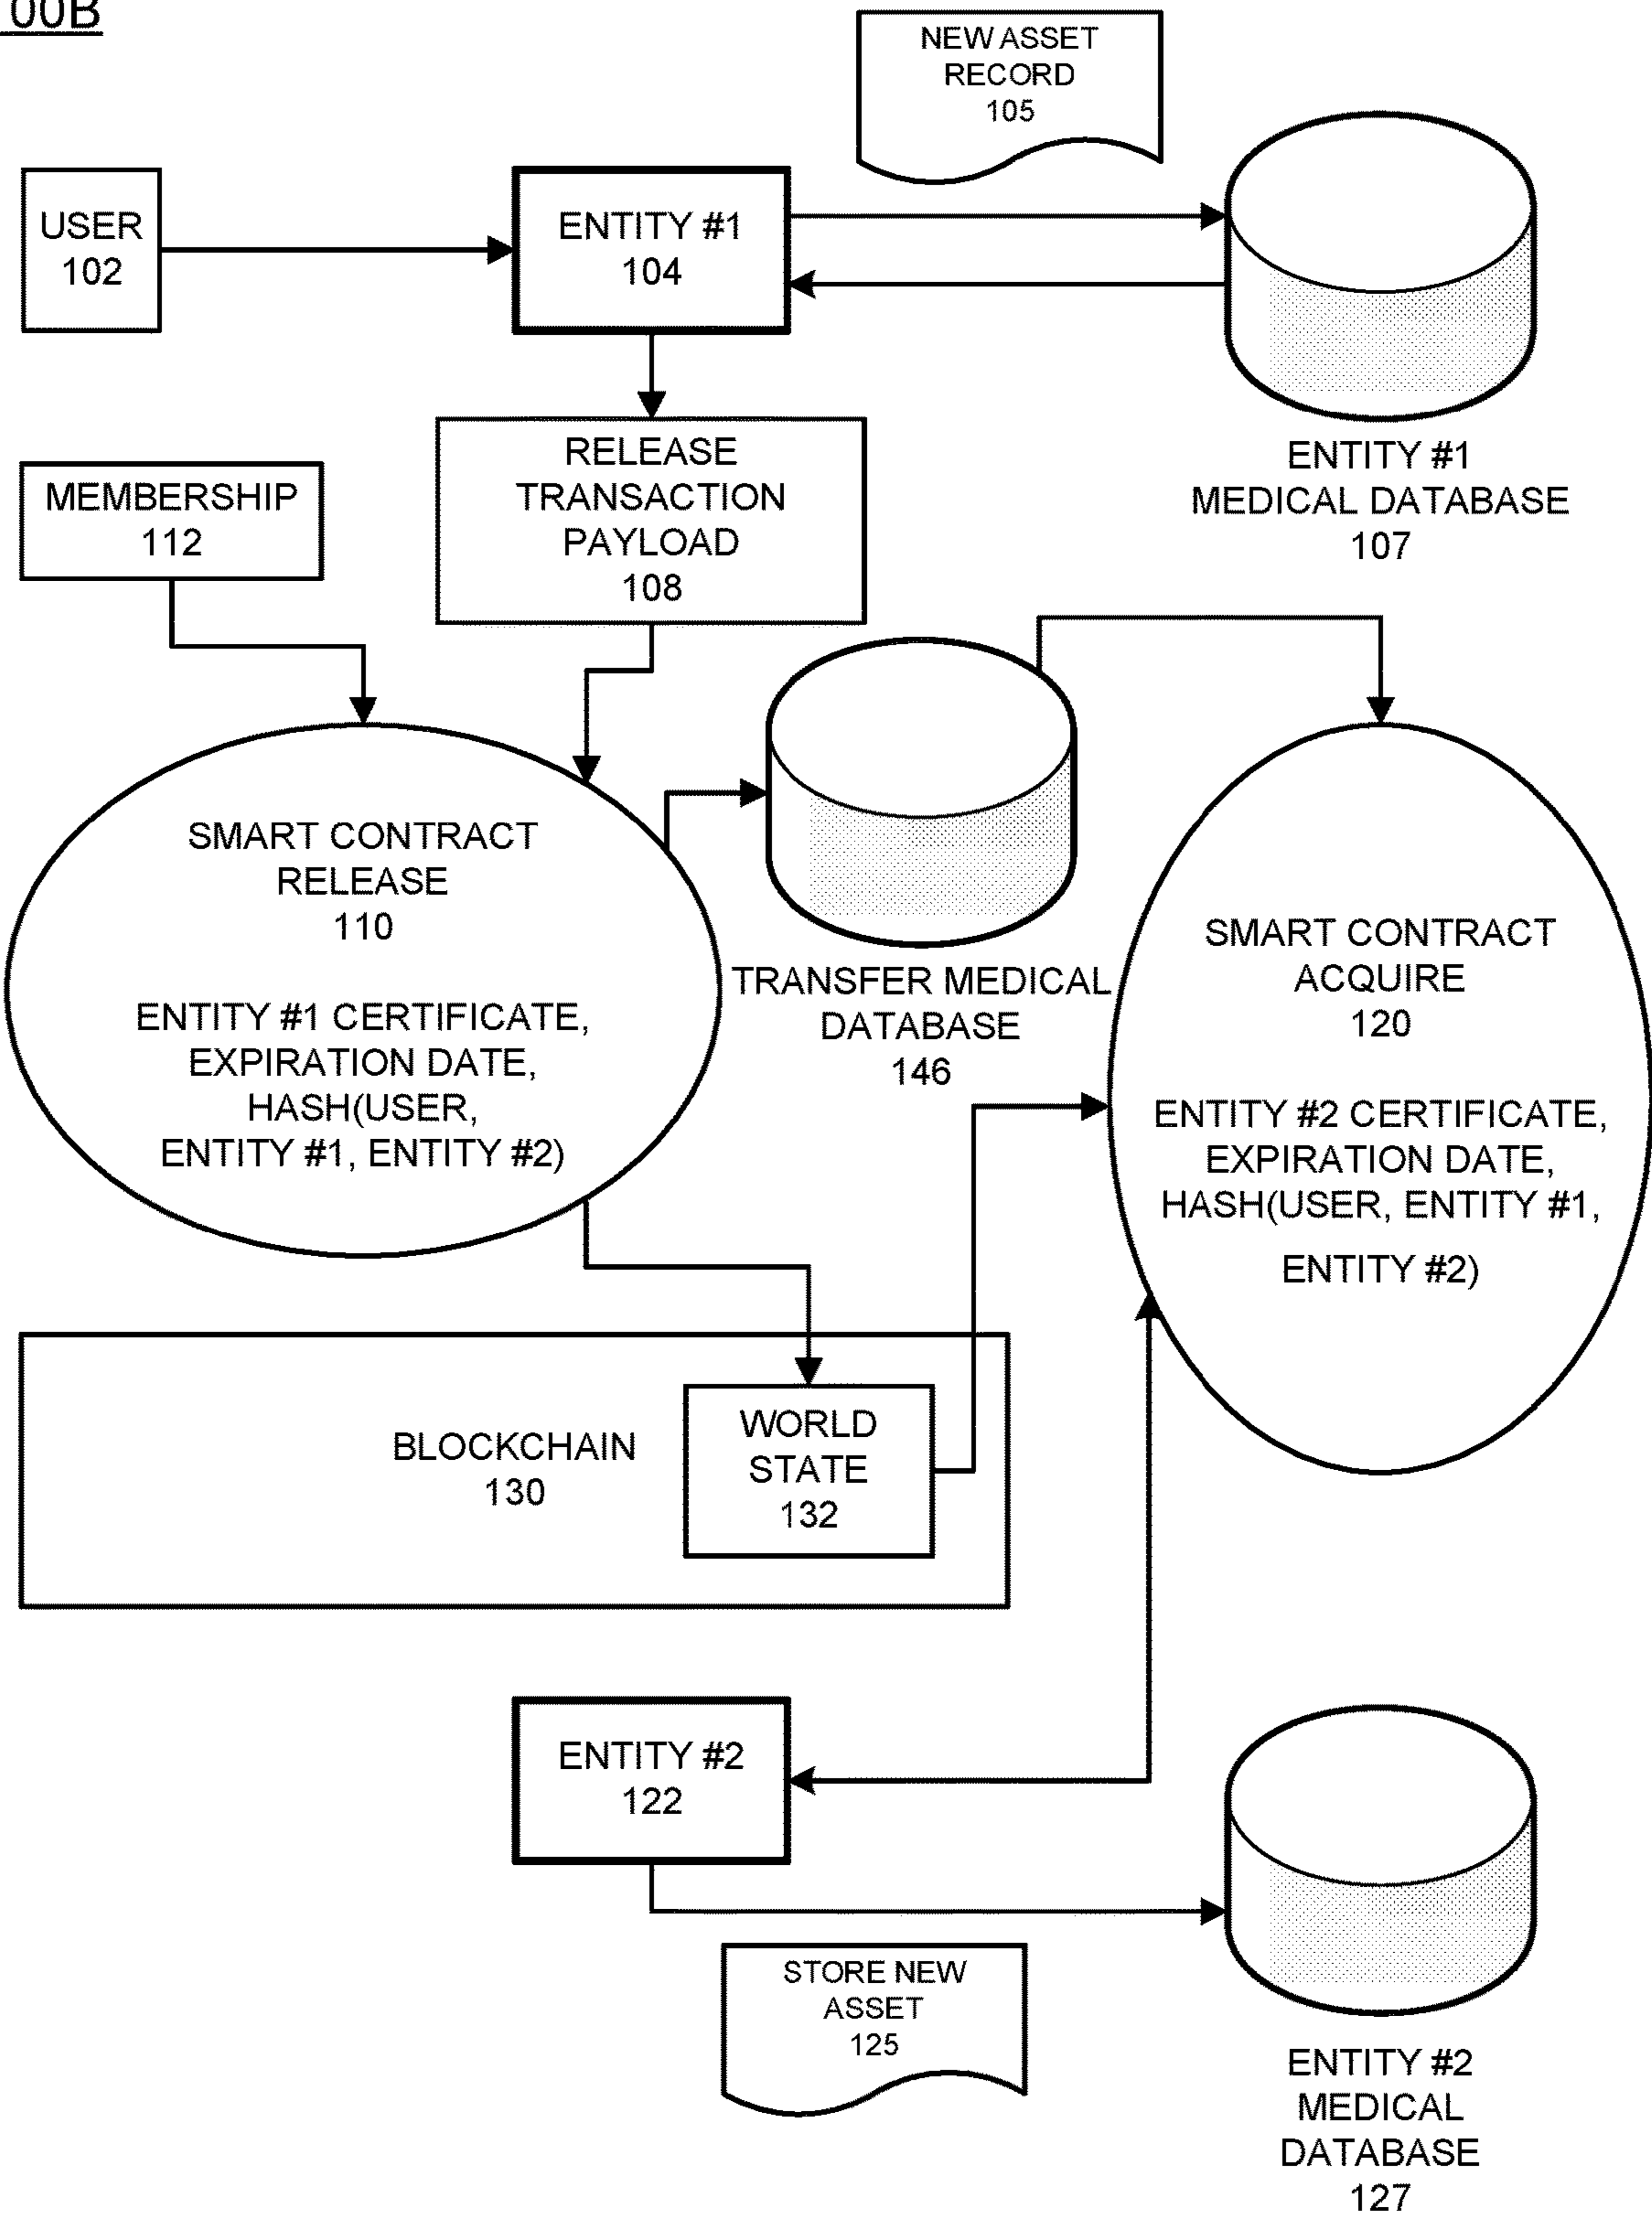 00B
NEW ASSET
RECORD
105
USER
102
ENTITY #1
104
ENTITY #1
MEDICAL DATABASE
107
RELEASE
TRANSACTION
PAYLOAD
108
MEMBERSHIP
112
SMART CONTRACT
RELEASE
110
ENTITY #1 CERTIFICATE,
EXPIRATION DATE,
HASH(USER,
ENTITY #1, ENTITY #2)
TRANSFER MEDICAL
DATABASE
146
SMART CONTRACT
ACQUIRE
120
ENTITY #2 CERTIFICATE,
EXPIRATION DATE,
HASH(USER, ENTITY #1,
ENTITY #2)
BLOCKCHAIN
130
WORLD
STATE
132
ENTITY #2
122
STORE NEW
ASSET
125
ENTITY #2
MEDICAL
DATABASE
127